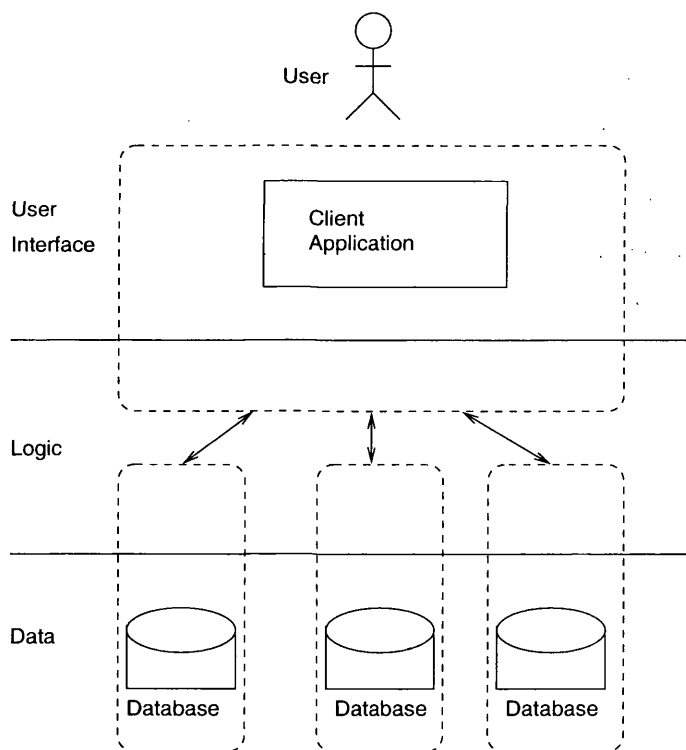 User
User
Interface
Client
Application
Logic
Data
Database
Database
Database